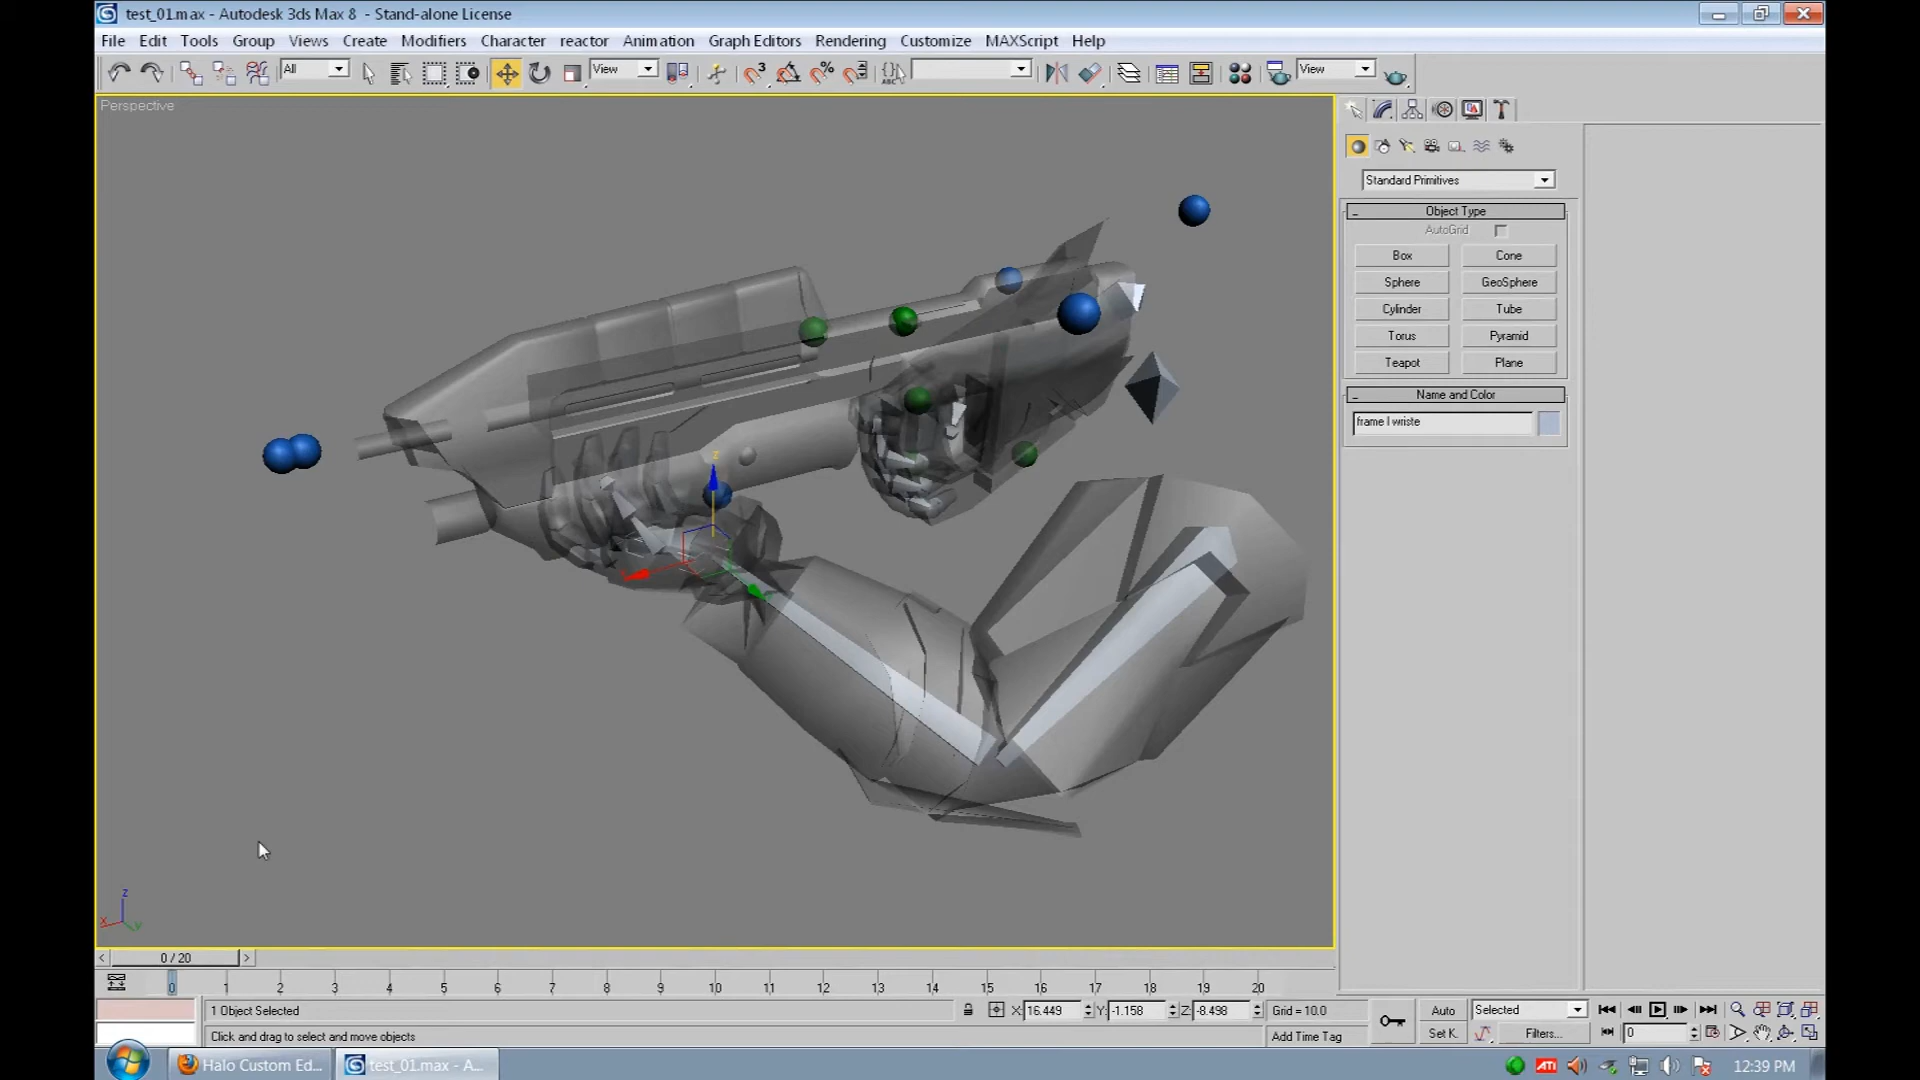 test_01.max - Autodesk 3ds Max 8 - Stand-alone License
File Edit Tools Group Views Create Modifiers Character reactor Animation Graph Editors Rendering Customize MAXScript Help
All View View
Perspective
Standard Primitives
Object Type
AutoGrid
Box Cone
Sphere GeoSphere
Cylinder Tube
Torus Pyramid
Teapot Plane
Name and Color
frame l wriste
z
z
x y
< 0 / 20 >
0 1 2 3 4 5 6 7 8 9 10 11 12 13 14 15 16 17 18 19 20
1 Object Selected X: 16.449 Y: -1.158 Z: -8.498 Grid = 10.0 Auto Selected
Click and drag to select and move objects Add Time Tag Set K. Filters... 0
Halo Custom Ed... test_01.max - A... ATI 12:39 PM